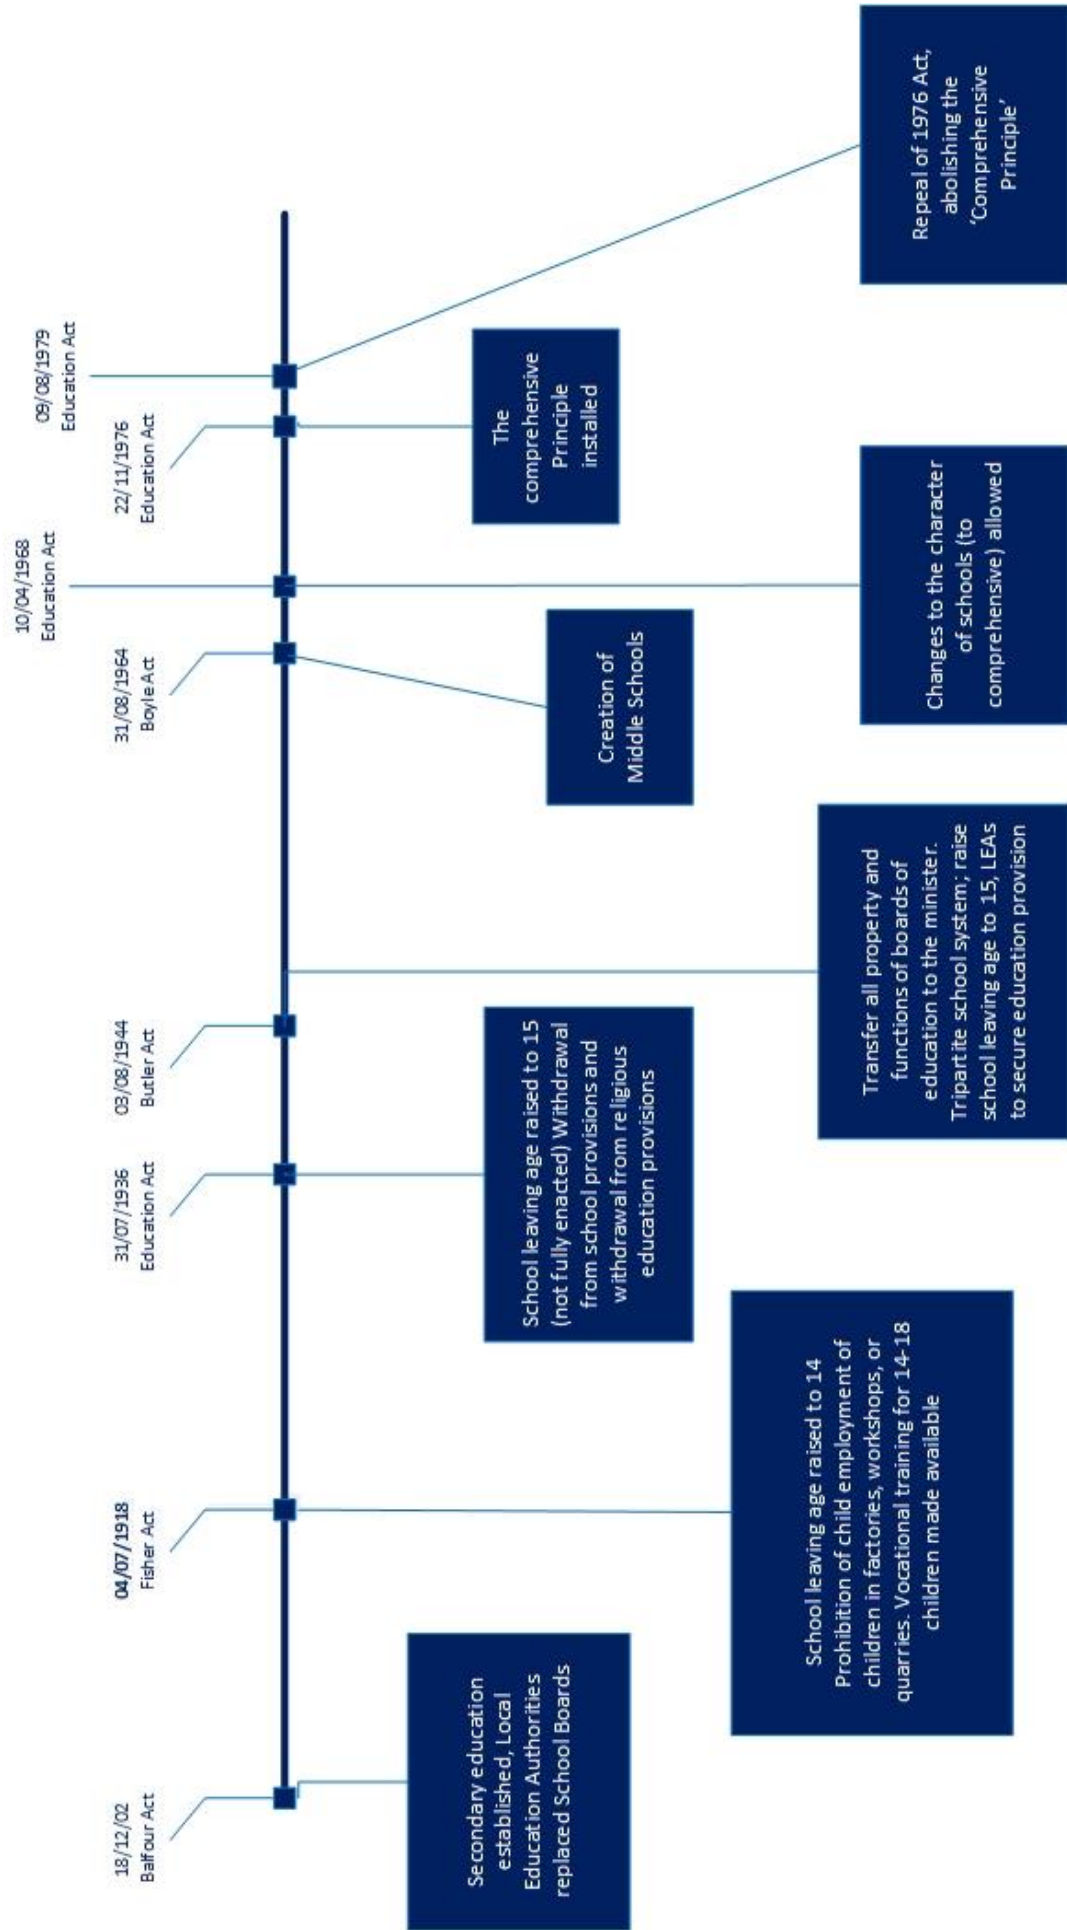 18/12/02
Balfour Act
Secondary education
established, Local
Education Authorities
replaced School Boards
04/07/1918
Fisher Act
School leaving age raised to 14
Prohibition of child employment of
children in factories, workshops, or
quarries. Vocational training for 14-18
children made available
31/07/1936
Education Act
School leaving age raised to 15
(not fully enacted) Withdrawal
from school provisions and
withdrawal from religious
education provisions
03/08/1944
Butler Act
Transfer all property and
functions of boards of
education to the minister.
Tripartite school system; raise
school leaving age to 15, LEAs
to secure education provision
31/08/1964
Boyle Act
Creation of
Middle Schools
10/04/1968
Education Act
Changes to the character
of schools (to
comprehensive) allowed
22/11/1976
Education Act
The
comprehensive
Principle
installed
09/08/1979
Education Act
Repeal of 1976 Act,
abolishing the
‘Comprehensive
Principle’